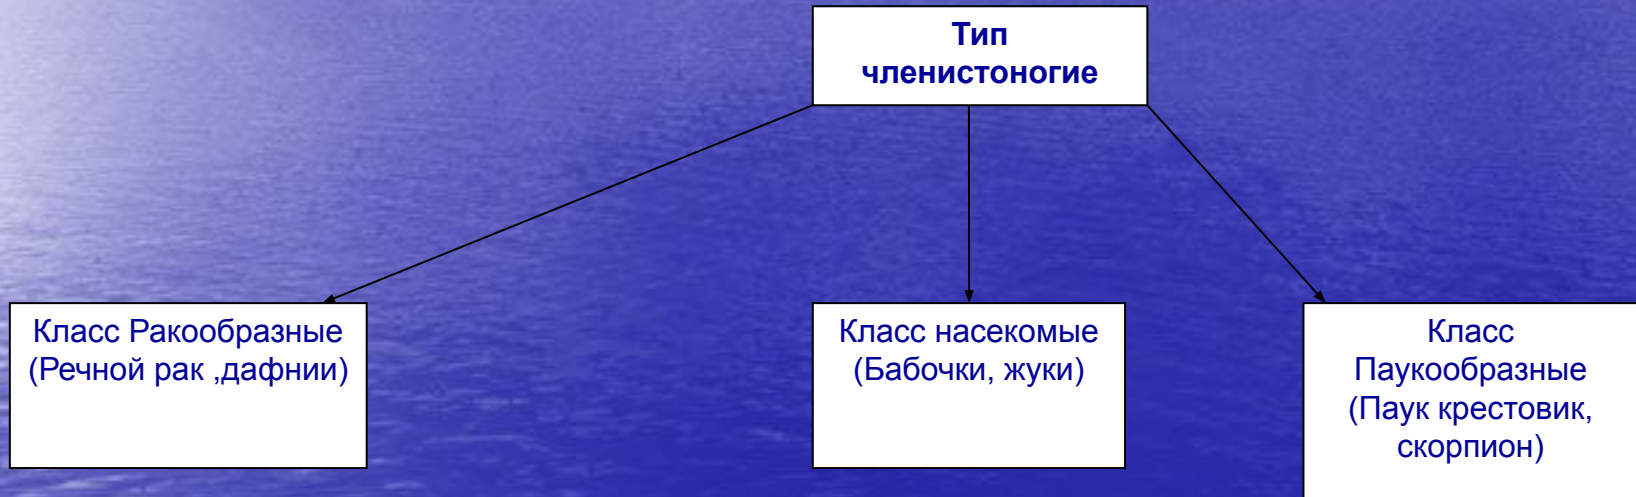 Тип
членистоногие
Класс Ракообразные
(Речной рак ,дафнии)
Класс насекомые
(Бабочки, жуки)
Класс
Паукообразные
(Паук крестовик,
скорпион)